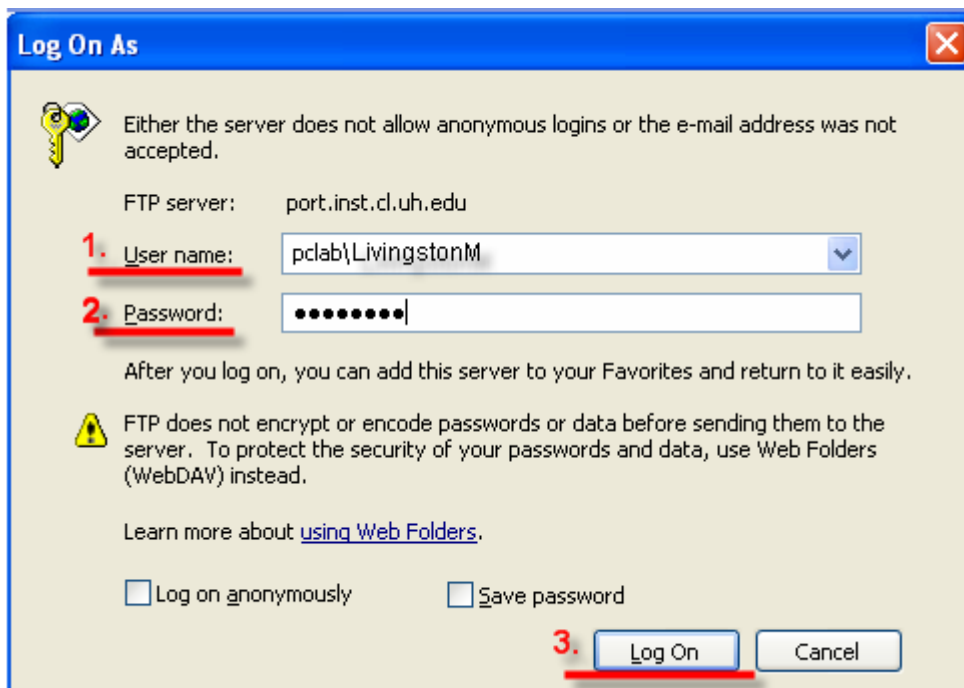 Log On As
Either the server does not allow anonymous logins or the e-mail address was not
accepted.
FTP server: port.inst.cl.uh.edu
1. User name: pclab\LivingstonM
2. Password: ●●●●●●●●
After you log on, you can add this server to your Favorites and return to it easily.
FTP does not encrypt or encode passwords or data before sending them to the
server. To protect the security of your passwords and data, use Web Folders
(WebDAV) instead.
Learn more about using Web Folders.
Log on anonymously Save password
3. Log On Cancel